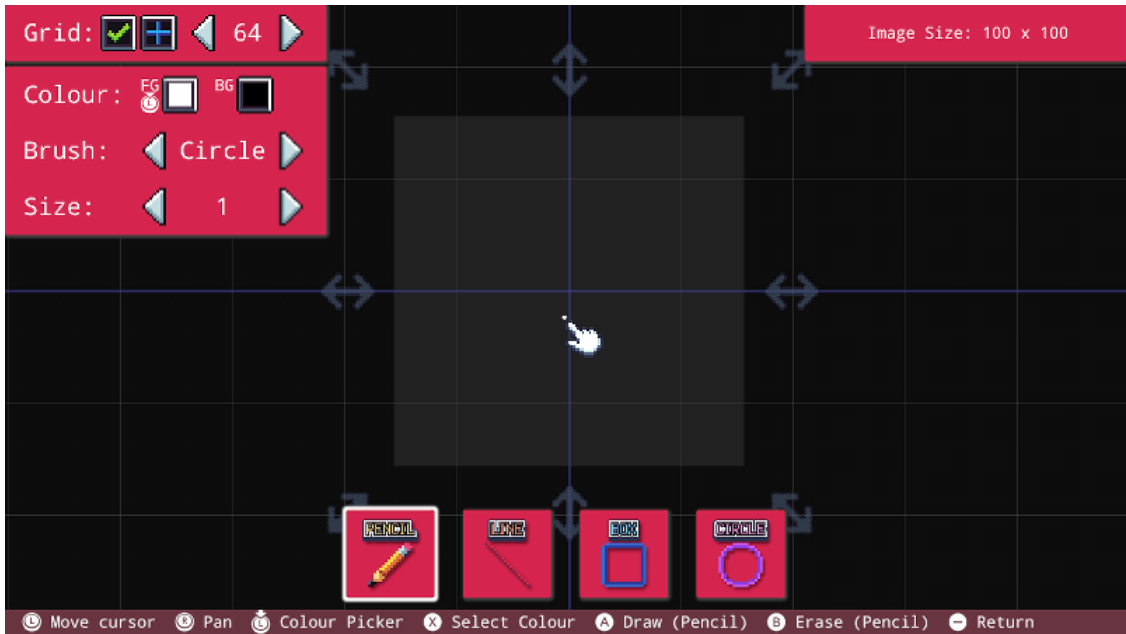 Grid: 64
Image Size: 100 x 100
Colour: FG L BG
Brush: Circle
Size: 1
PENCIL LINE BOX CIRCLE
L Move cursor R Pan L Colour Picker X Select Colour A Draw (Pencil) B Erase (Pencil) Return